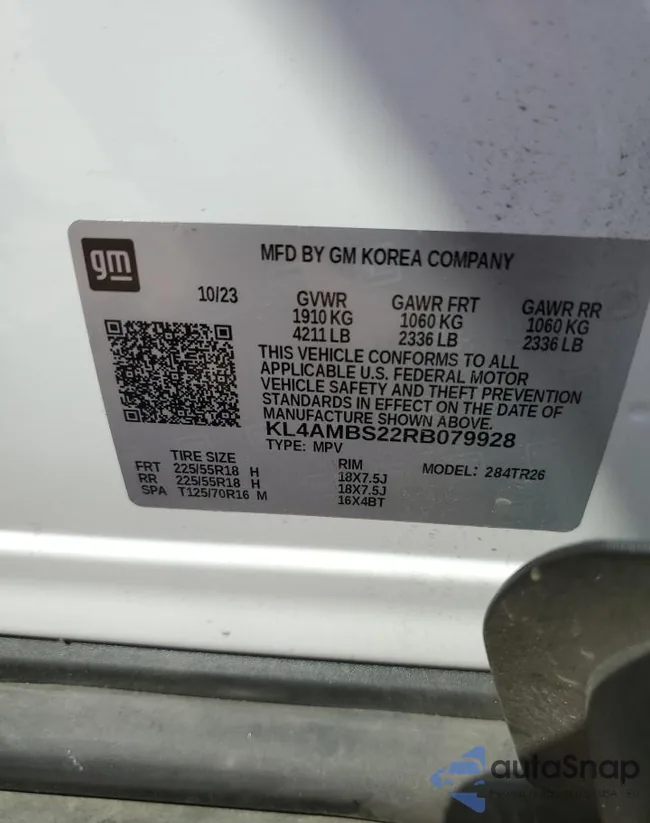 gm
MFD BY GM KOREA COMPANY
10/23 GVWR GAWR FRT GAWR RR
1910 KG 1060 KG 1060 KG
4211 LB 2336 LB 2336 LB
THIS VEHICLE CONFORMS TO ALL
APPLICABLE U.S. FEDERAL MOTOR
VEHICLE SAFETY AND THEFT PREVENTION
STANDARDS IN EFFECT ON THE DATE OF
MANUFACTURE SHOWN ABOVE.
KL4AMBS22RB079928
TYPE: MPV
TIRE SIZE RIM MODEL: 284TR26
FRT 225/55R18 H 18X7.5J
RR 225/55R18 H 18X7.5J
SPA T125/70R16 M 16X4BT
autoSnap